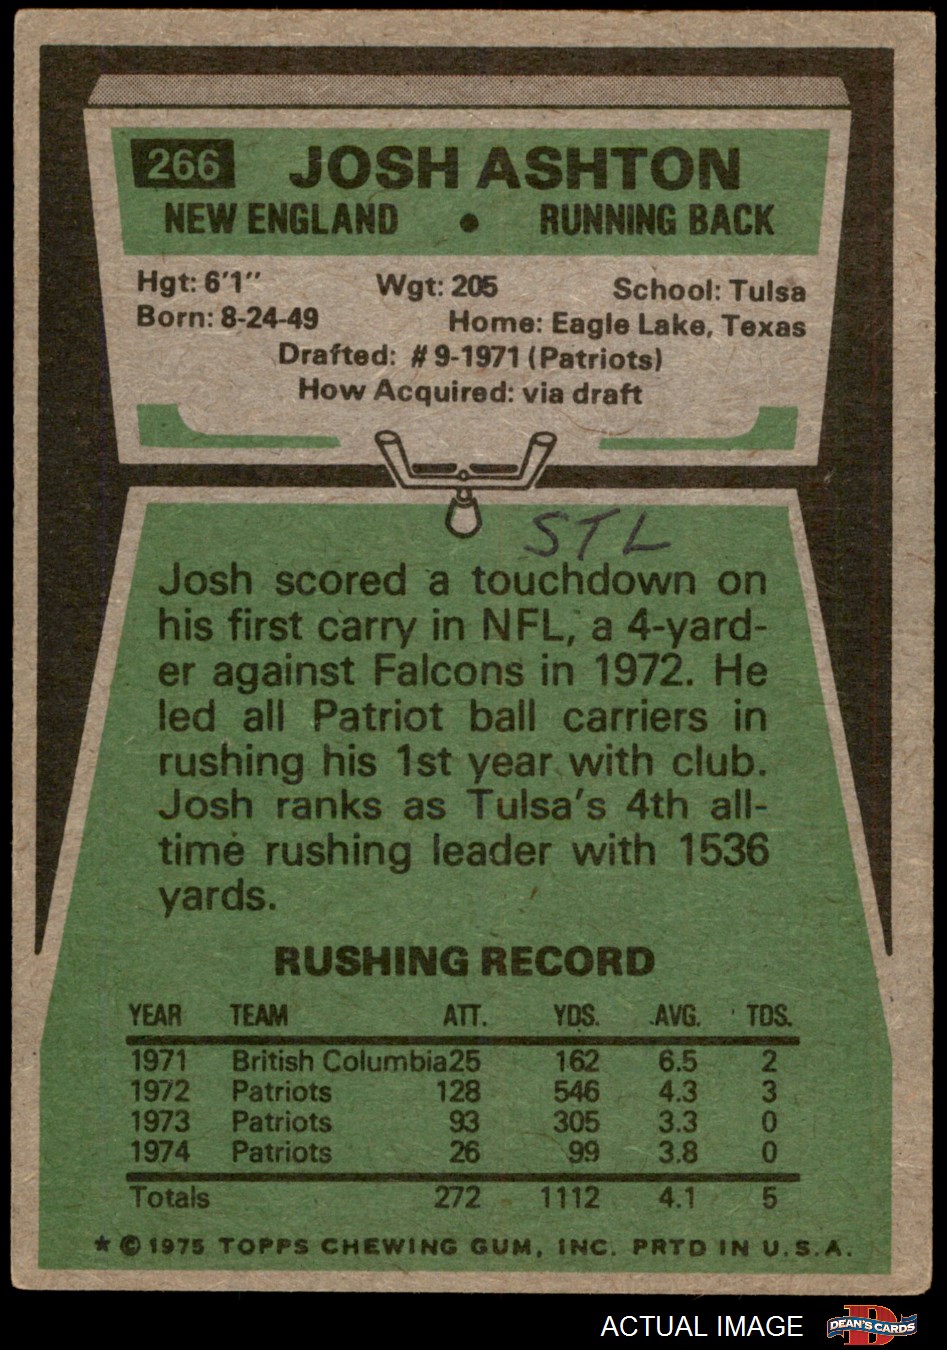 266 JOSH ASHTON
NEW ENGLAND • RUNNING BACK
Hgt: 6'1" Wgt: 205 School: Tulsa
Born: 8-24-49 Home: Eagle Lake, Texas
Drafted: #9-1971 (Patriots)
How Acquired: via draft
STL
Josh scored a touchdown on
his first carry in NFL, a 4-yard-
er against Falcons in 1972. He
led all Patriot ball carriers in
rushing his 1st year with club.
Josh ranks as Tulsa's 4th all-
time rushing leader with 1536
yards.
RUSHING RECORD
YEAR TEAM ATT. YDS. AVG. TDS.
1971 British Columbia 25 162 6.5 2
1972 Patriots 128 546 4.3 3
1973 Patriots 93 305 3.3 0
1974 Patriots 26 99 3.8 0
Totals 272 1112 4.1 5
* © 1975 TOPPS CHEWING GUM, INC. PRTD IN U.S.A.
ACTUAL IMAGE D DEAN'S CARDS